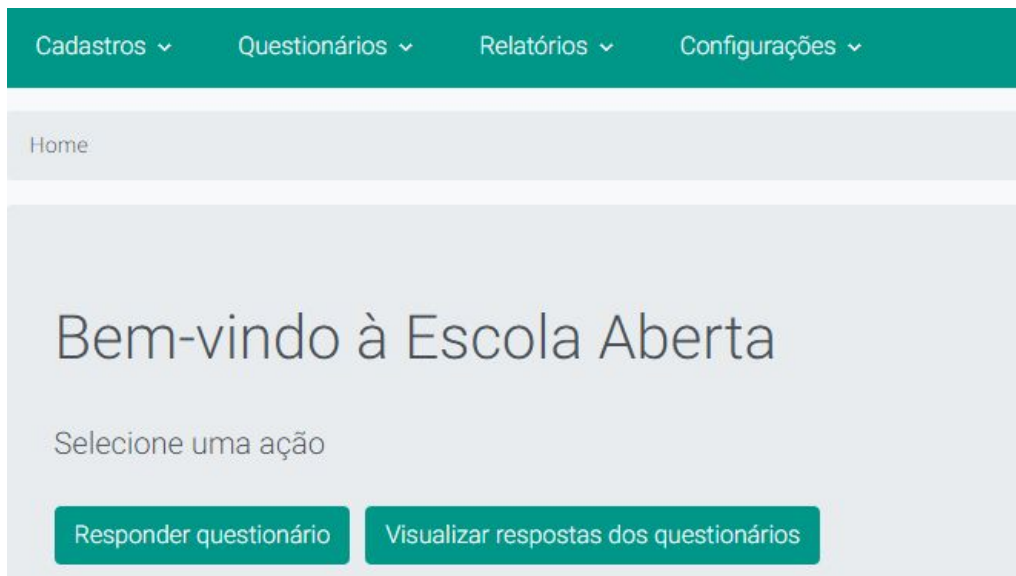 Cadastros Questionários Relatórios Configurações
Home
Bem-vindo à Escola Aberta
Selecione uma ação
Responder questionário Visualizar respostas dos questionários